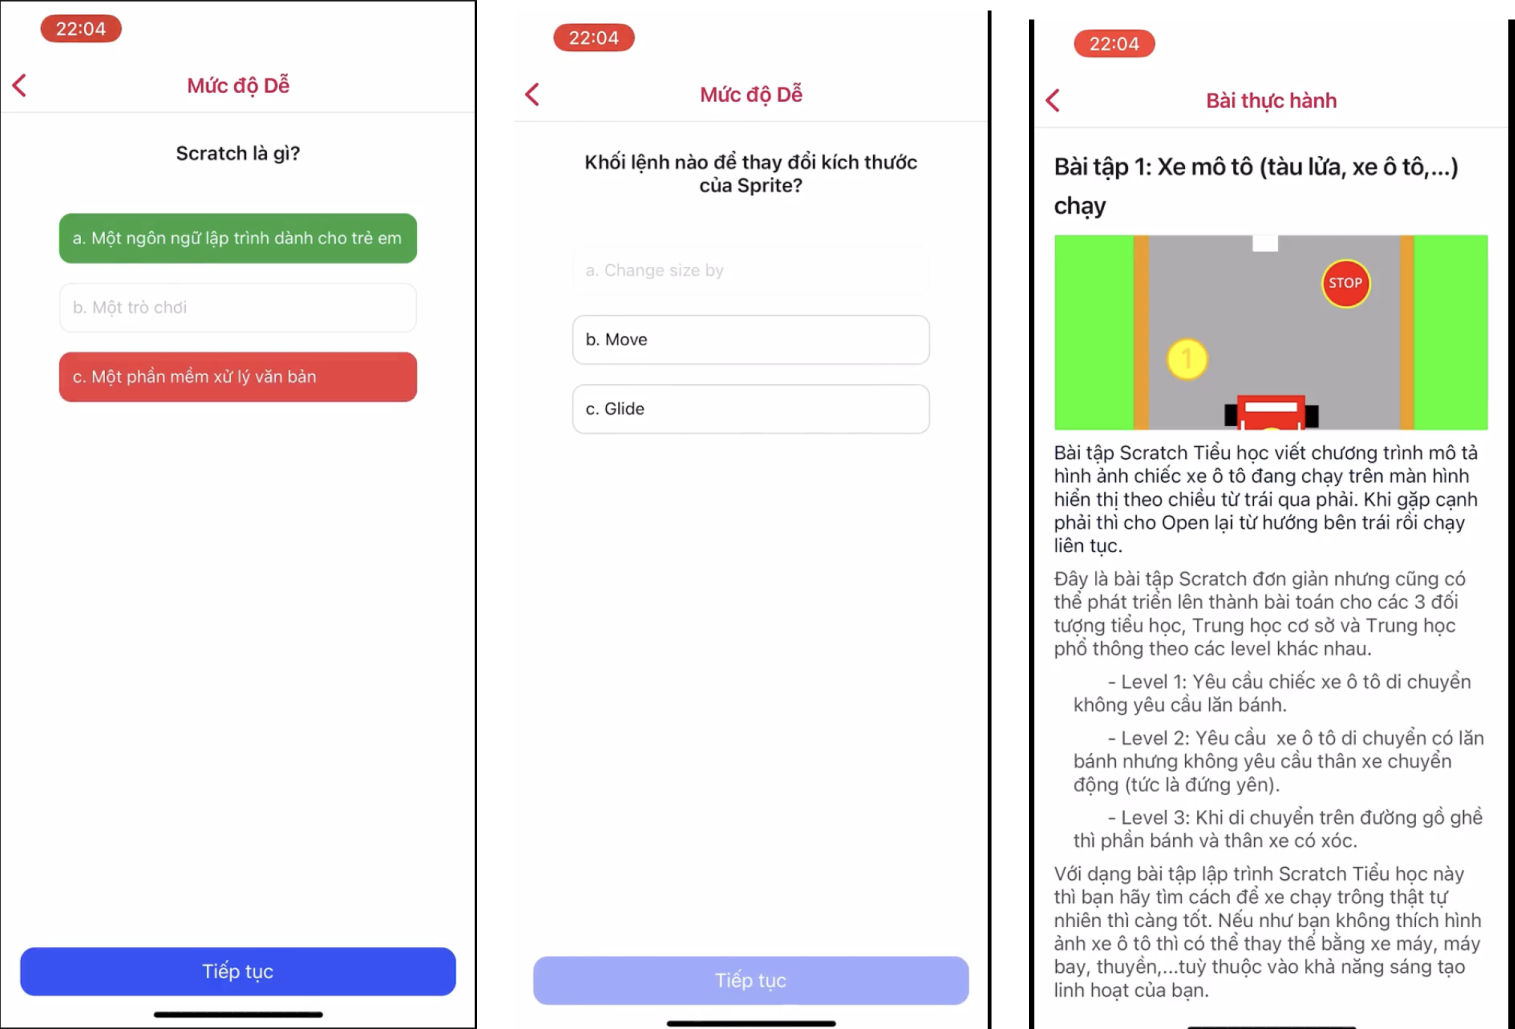 22:04
Mức độ Dễ
Scratch là gì?
a. Một ngôn ngữ lập trình dành cho trẻ em
b. Một trò chơi
c. Một phần mềm xử lý văn bản
Tiếp tục
22:04
Mức độ Dễ
Khối lệnh nào để thay đổi kích thước
của Sprite?
a. Change size by
b. Move
c. Glide
Tiếp tục
22:04
Bài thực hành
Bài tập 1: Xe mô tô (tàu lửa, xe ô tô,...)
chạy
STOP
1
Bài tập Scratch Tiểu học viết chương trình mô tả
hình ảnh chiếc xe ô tô đang chạy trên màn hình
hiển thị theo chiều từ trái qua phải. Khi gặp cạnh
phải thì cho Open lại từ hướng bên trái rồi chạy
liên tục.
Đây là bài tập Scratch đơn giản nhưng cũng có
thể phát triển lên thành bài toán cho các 3 đối
tượng tiểu học, Trung học cơ sở và Trung học
phổ thông theo các level khác nhau.
- Level 1: Yêu cầu chiếc xe ô tô di chuyển
không yêu cầu lăn bánh.
- Level 2: Yêu cầu xe ô tô di chuyển có lăn
bánh nhưng không yêu cầu thân xe chuyển
động (tức là đứng yên).
- Level 3: Khi di chuyển trên đường gồ ghề
thì phần bánh và thân xe có xóc.
Với dạng bài tập lập trình Scratch Tiểu học này
thì bạn hãy tìm cách để xe chạy trông thật tự
nhiên thì càng tốt. Nếu như bạn không thích hình
ảnh xe ô tô thì có thể thay thế bằng xe máy, máy
bay, thuyền,...tuỳ thuộc vào khả năng sáng tạo
linh hoạt của bạn.